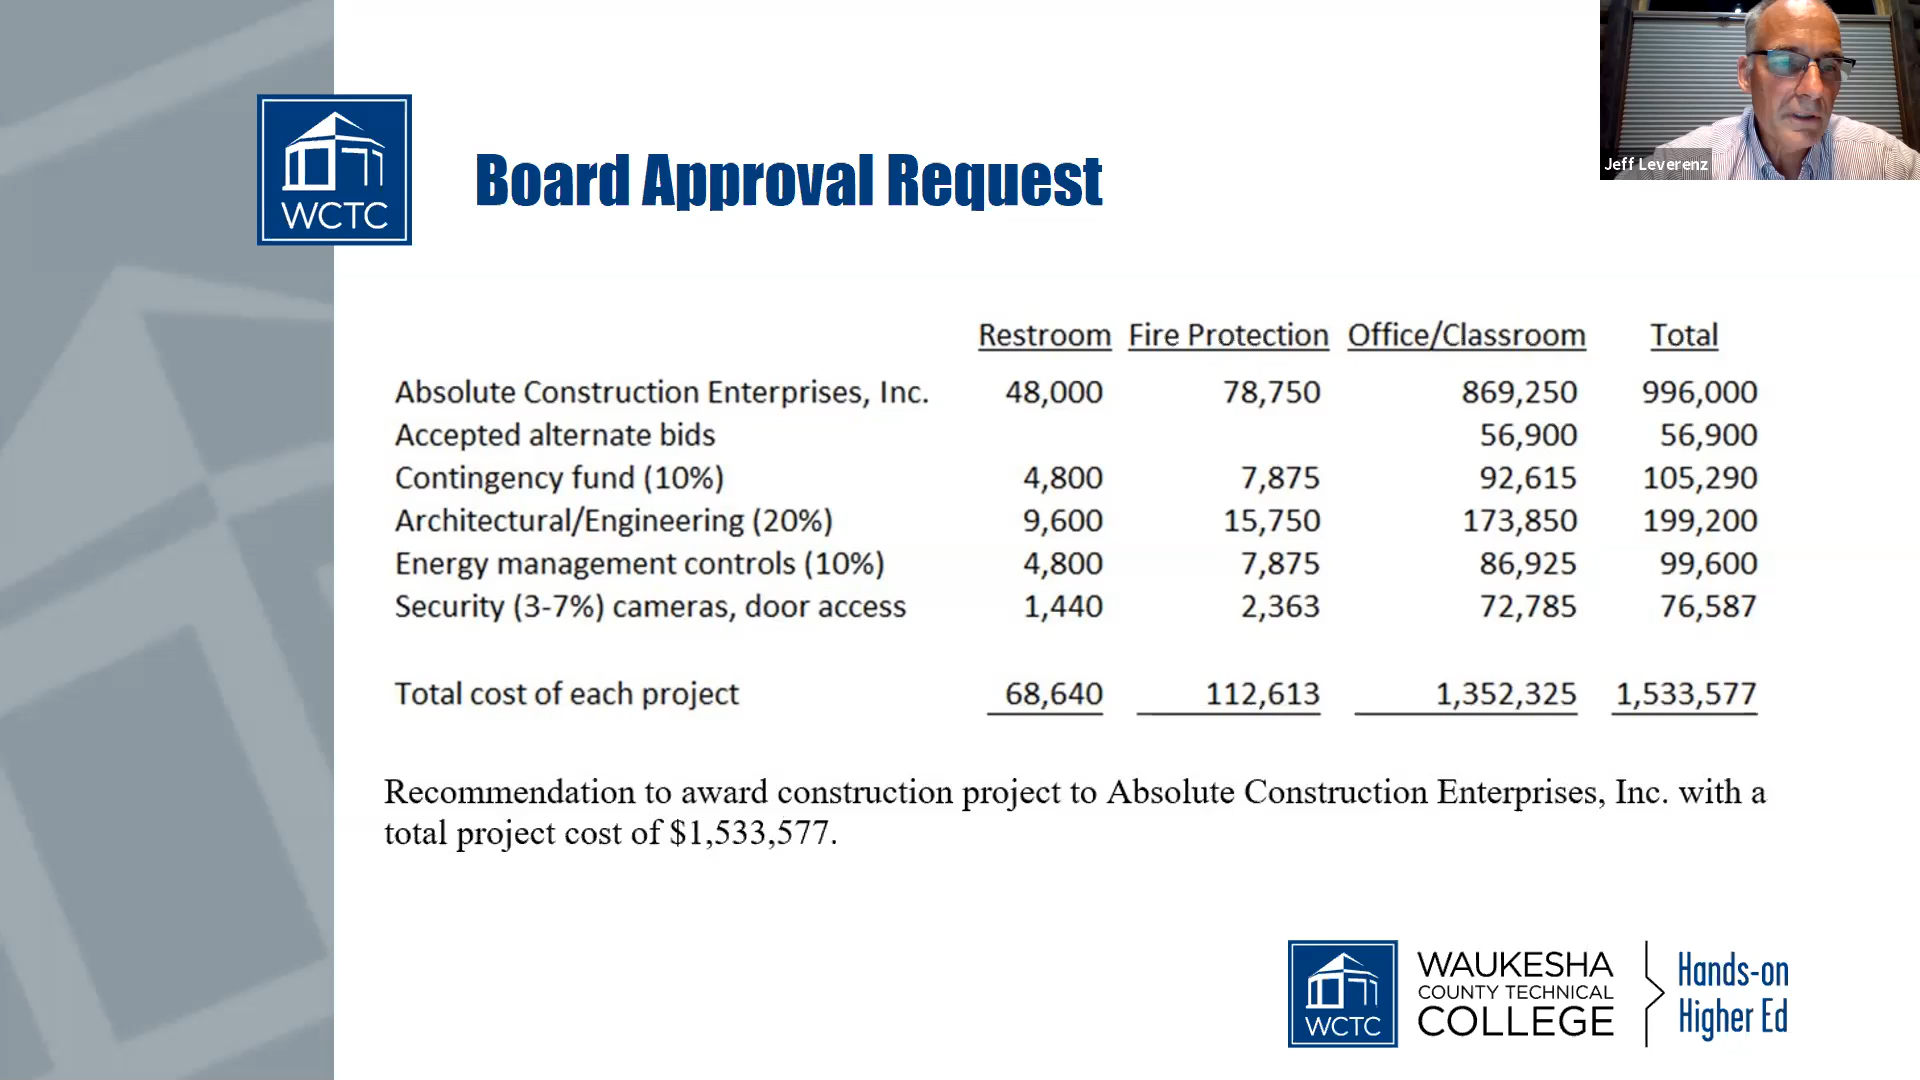 Jeff Leverenz
WCTC
Board Approval Request
Restroom Fire Protection Office/Classroom Total
Absolute Construction Enterprises, Inc. 48,000 78,750 869,250 996,000
Accepted alternate bids 56,900 56,900
Contingency fund (10%) 4,800 7,875 92,615 105,290
Architectural/Engineering (20%) 9,600 15,750 173,850 199,200
Energy management controls (10%) 4,800 7,875 86,925 99,600
Security (3-7%) cameras, door access 1,440 2,363 72,785 76,587
Total cost of each project 68,640 112,613 1,352,325 1,533,577
Recommendation to award construction project to Absolute Construction Enterprises, Inc. with a
total project cost of $1,533,577.
WCTC
WAUKESHA
COUNTY TECHNICAL
COLLEGE
Hands-on
Higher Ed